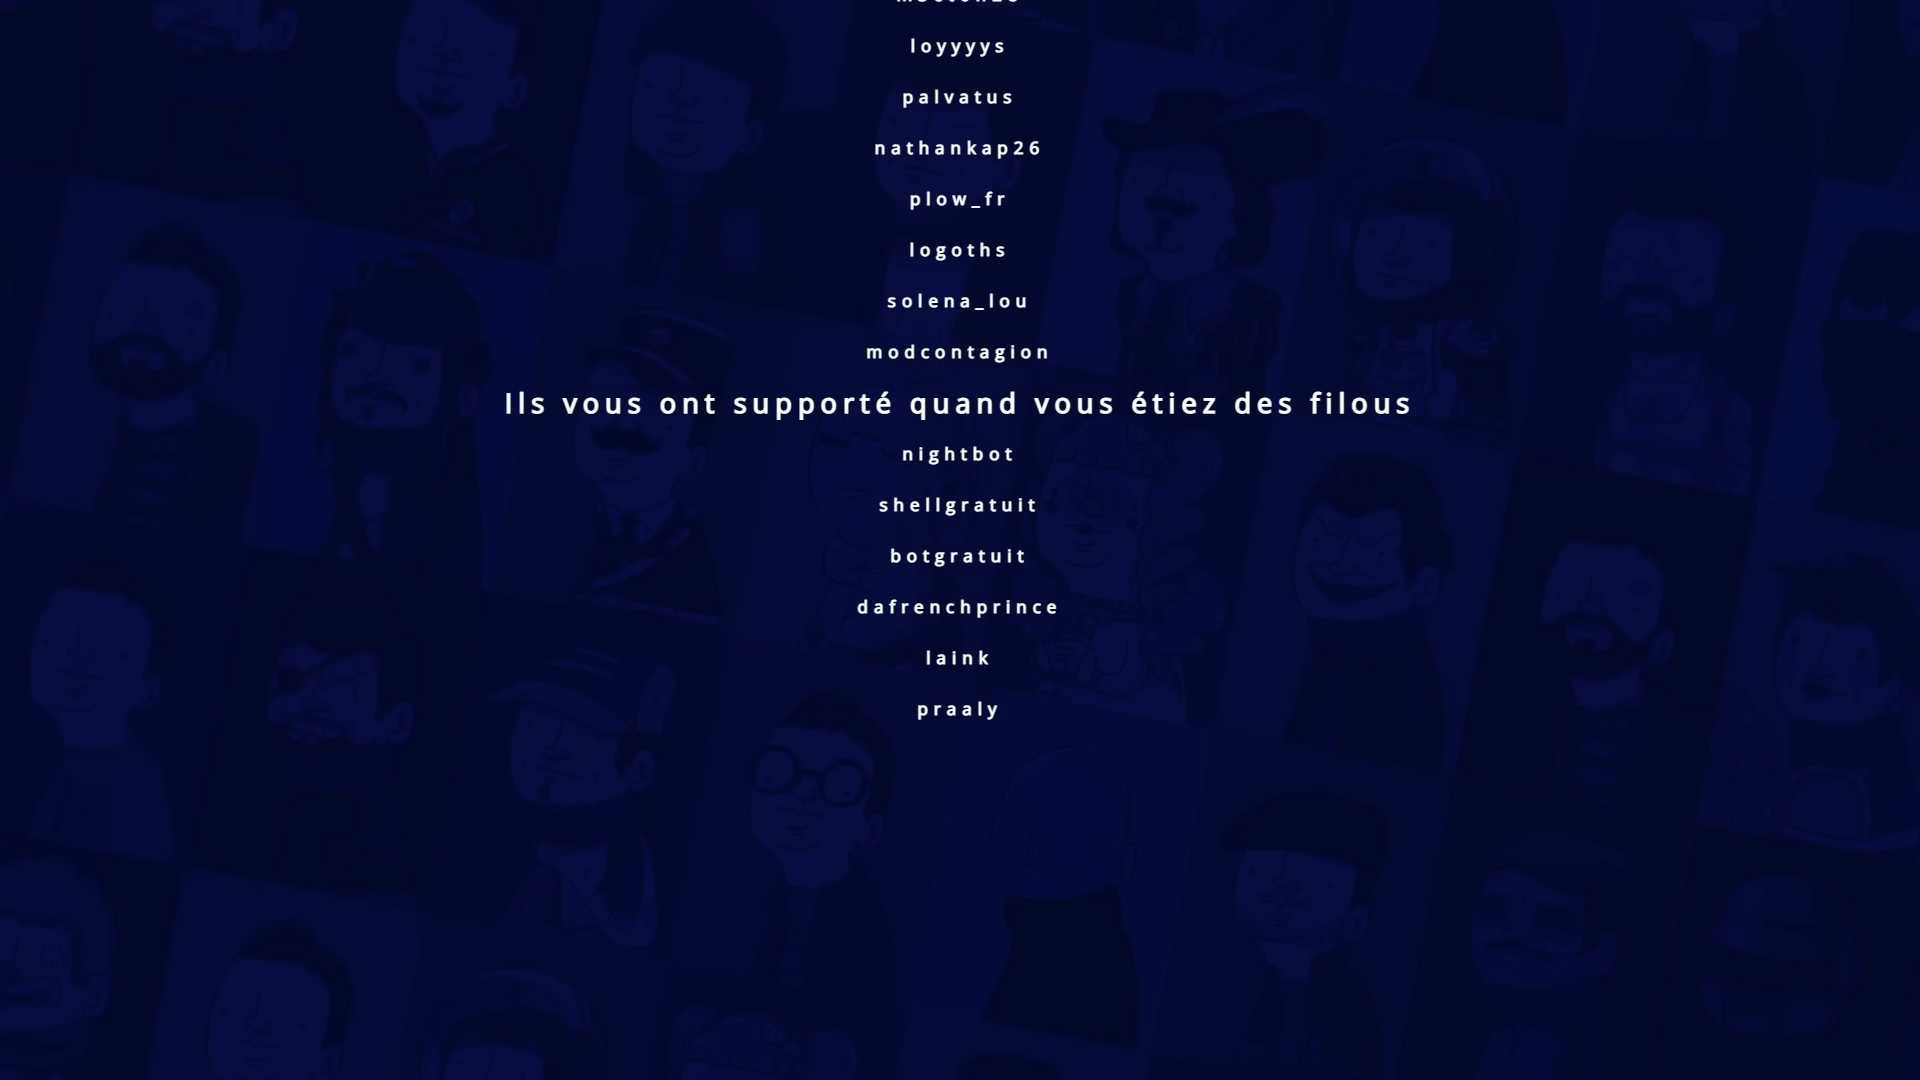 loyyyys
palvatus
nathankap26
plow_fr
logoths
solena_lou
modcontagion
Ils vous ont supporté quand vous étiez des filous
nightbot
shellgratuit
botgratuit
dafrenchprince
laink
praaly